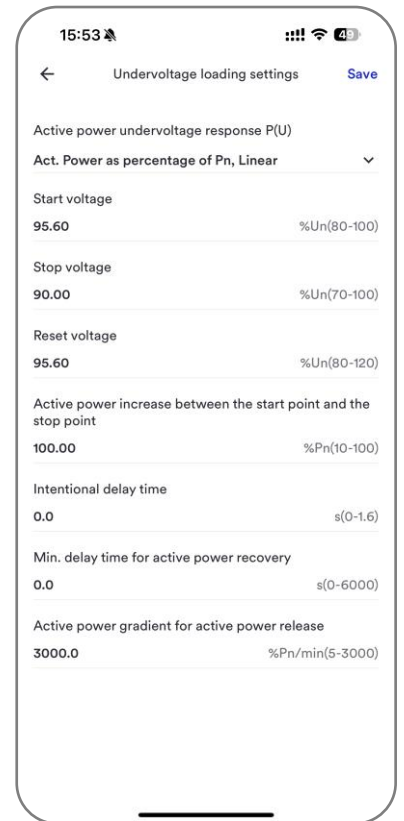 15:53
49
Undervoltage loading settings Save
Active power undervoltage response P(U)
Act. Power as percentage of Pn, Linear
Start voltage
95.60 %Un(80-100)
Stop voltage
90.00 %Un(70-100)
Reset voltage
95.60 %Un(80-120)
Active power increase between the start point and the
stop point
100.00 %Pn(10-100)
Intentional delay time
0.0 s(0-1.6)
Min. delay time for active power recovery
0.0 s(0-6000)
Active power gradient for active power release
3000.0 %Pn/min(5-3000)